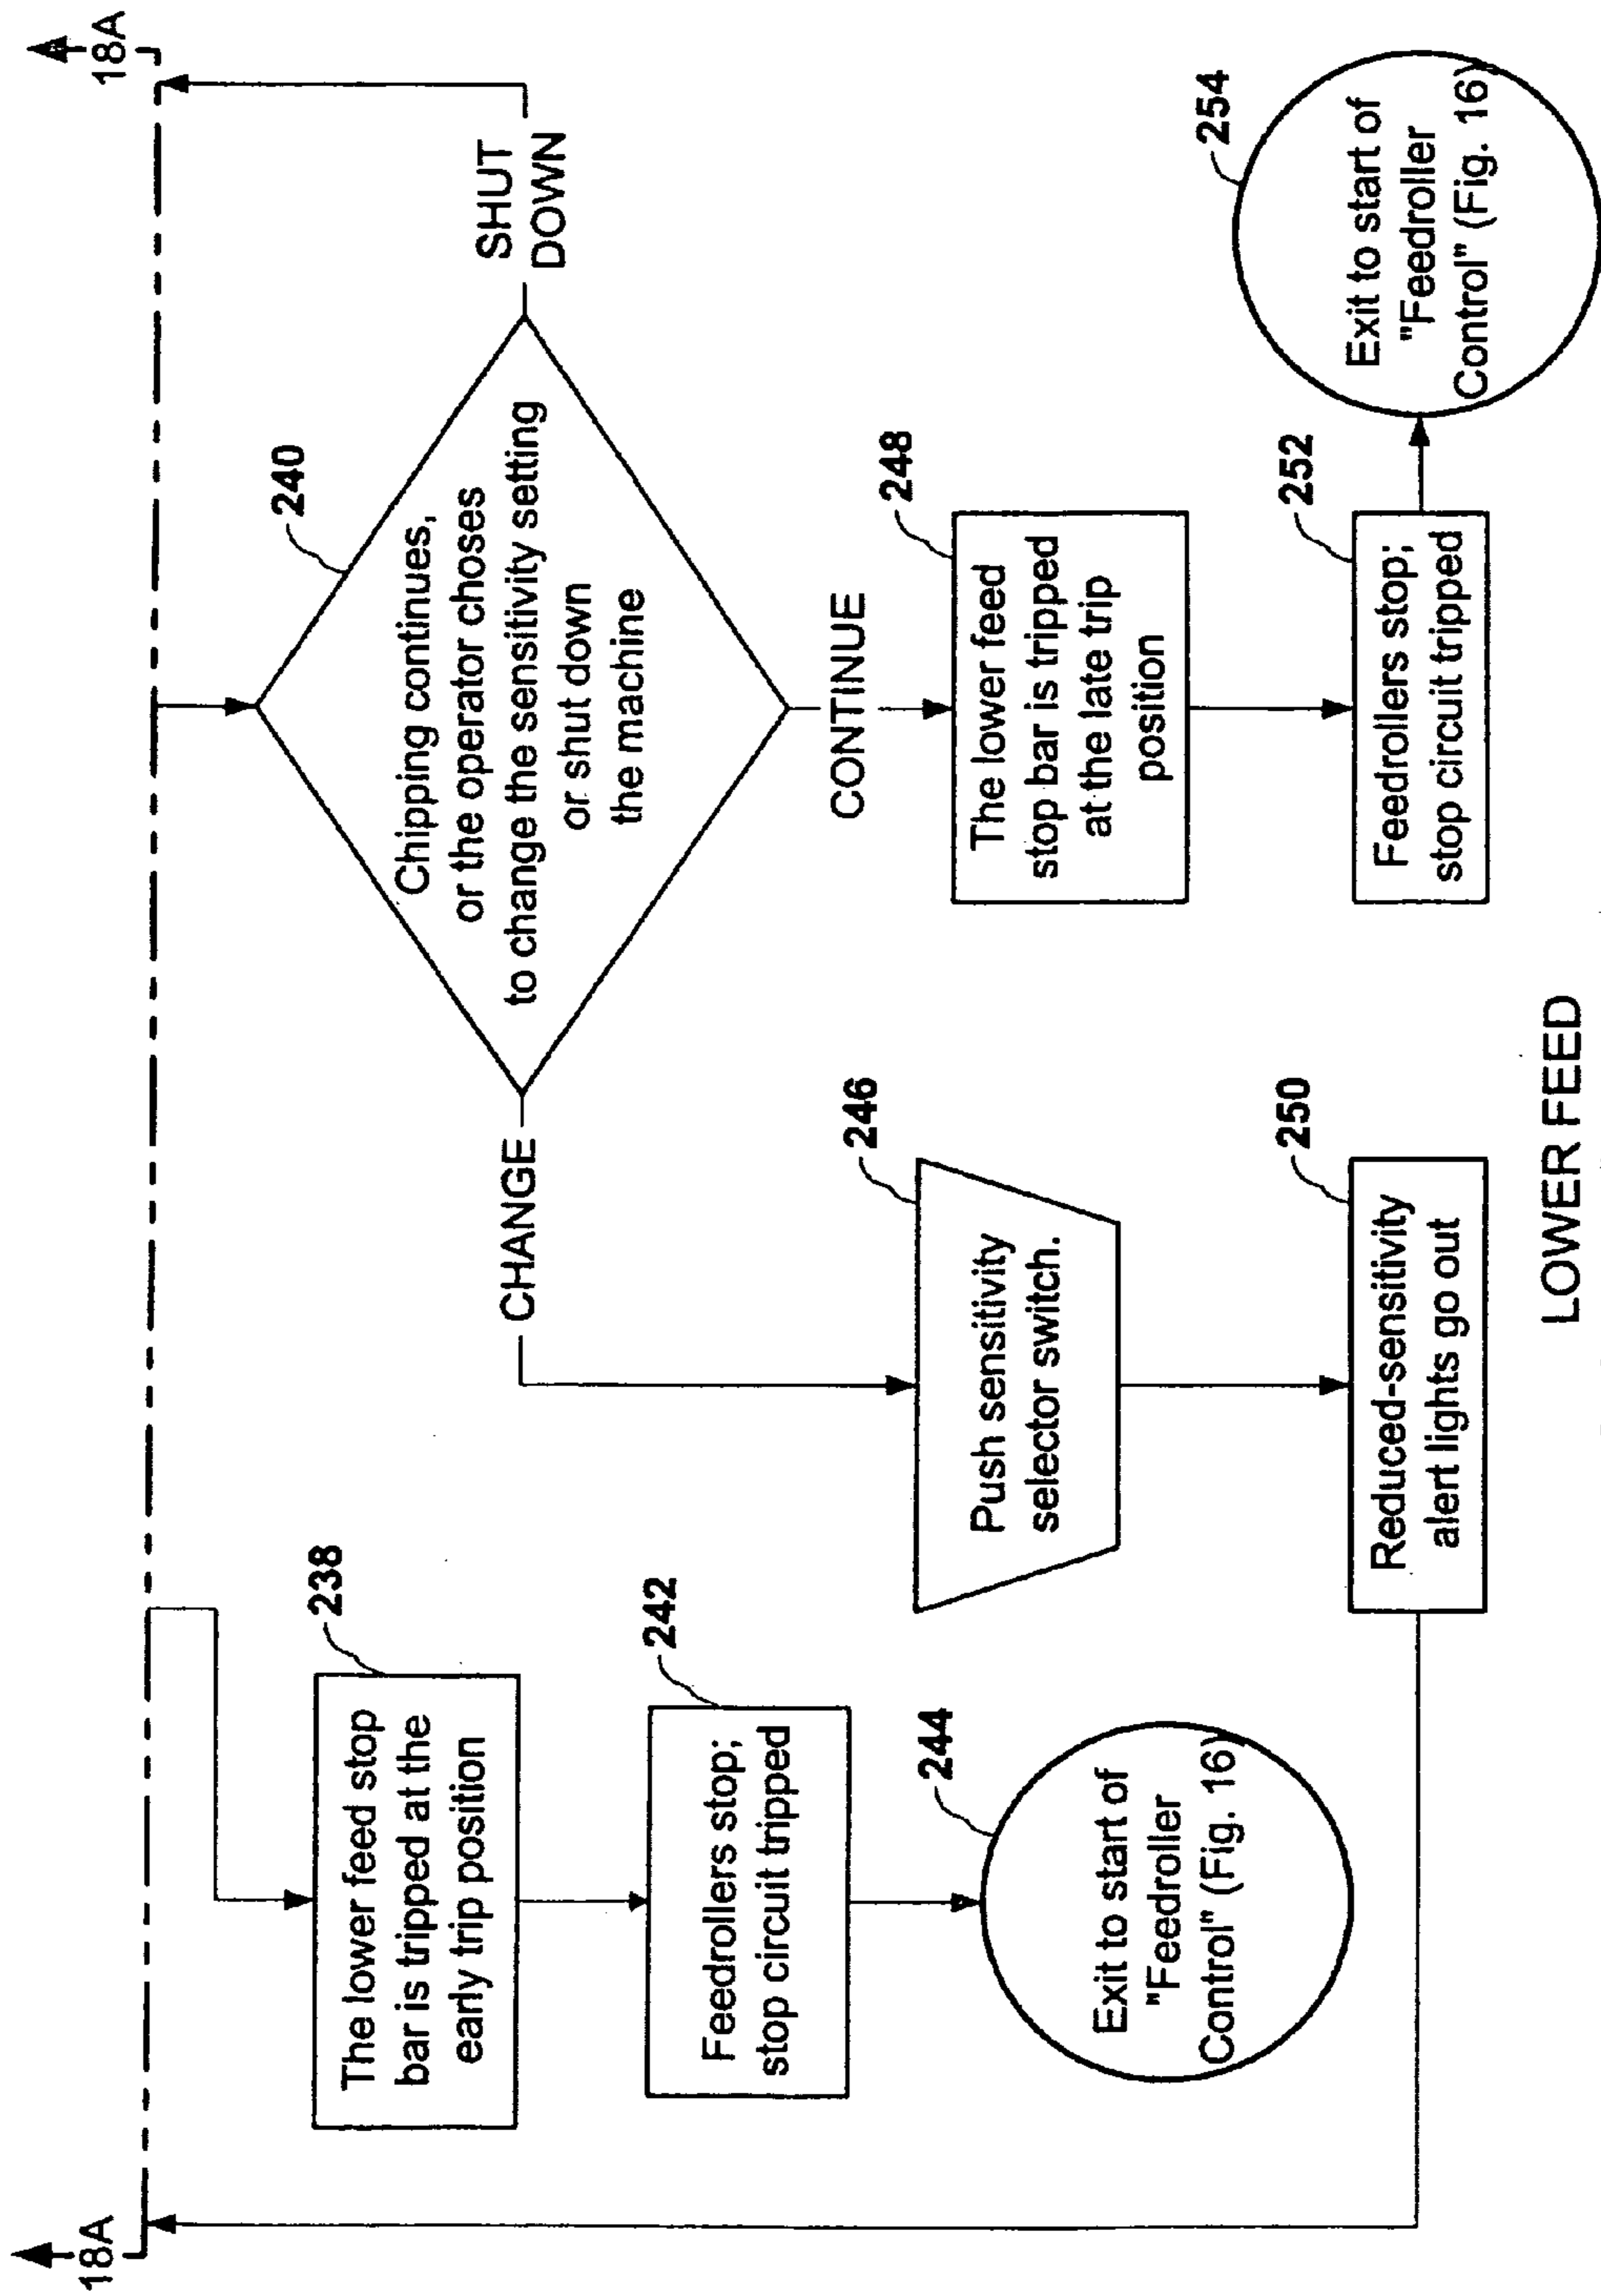 18A
18A
238
The lower feed stop
bar is tripped at the
early trip position
242
Feedrollers stop;
stop circuit tripped
244
Exit to start of
"Feedroller
Control" (Fig. 16)
240
Chipping continues,
or the operator choses
to change the sensitivity setting
or shut down
the machine
CHANGE
SHUT
DOWN
CONTINUE
246
Push sensitivity
selector switch.
248
The lower feed
stop bar is tripped
at the late trip
position
250
Reduced-sensitivity
alert lights go out
252
Feedrollers stop;
stop circuit tripped
254
Exit to start of
"Feedroller
Control" (Fig. 16)
LOWER FEED